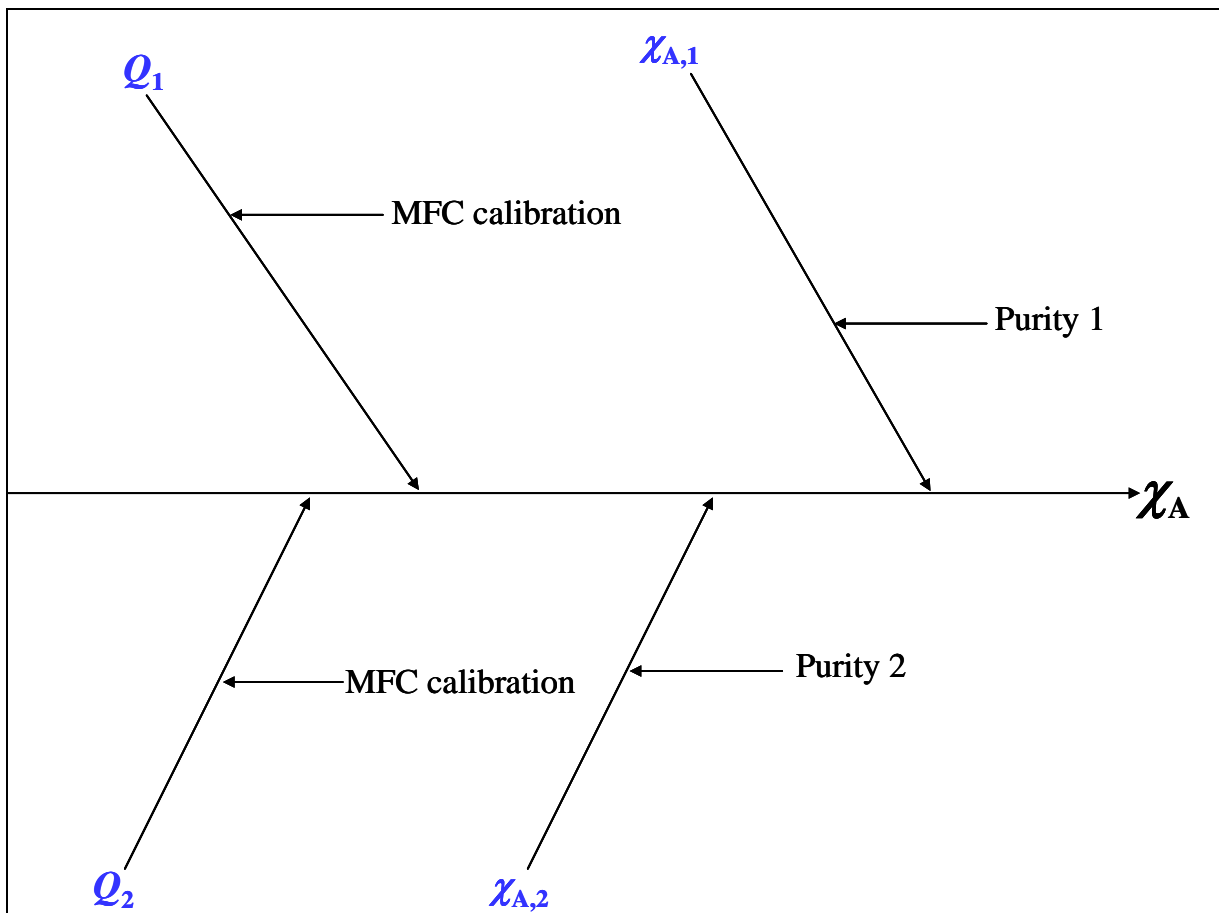 Q1
χA,1
MFC calibration
Purity 1
χA
MFC calibration
Purity 2
Q2
χA,2